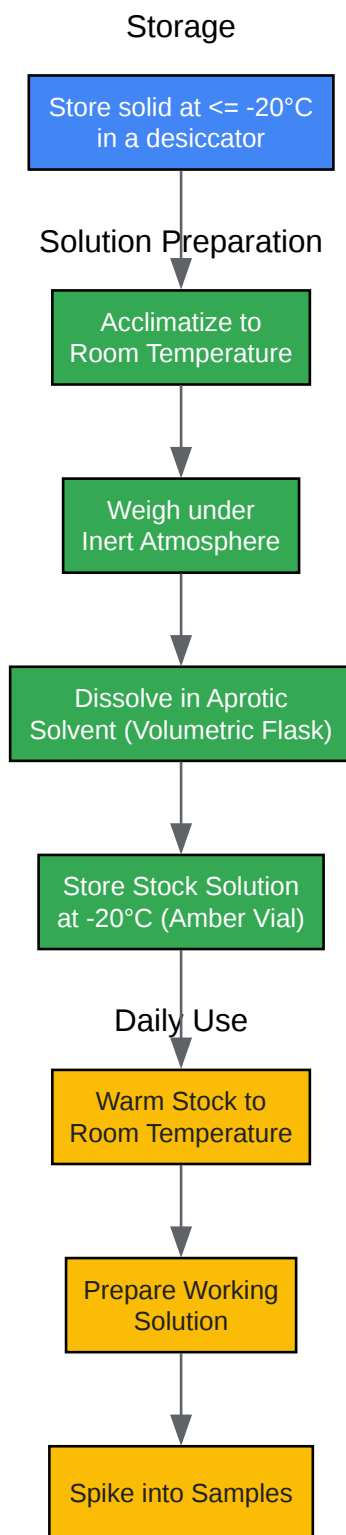 Storage
Store solid at <= -20°C
in a desiccator
Solution Preparation
Acclimatize to
Room Temperature
Weigh under
Inert Atmosphere
Dissolve in Aprotic
Solvent (Volumetric Flask)
Store Stock Solution
at -20°C (Amber Vial)
Daily Use
Warm Stock to
Room Temperature
Prepare Working
Solution
Spike into Samples